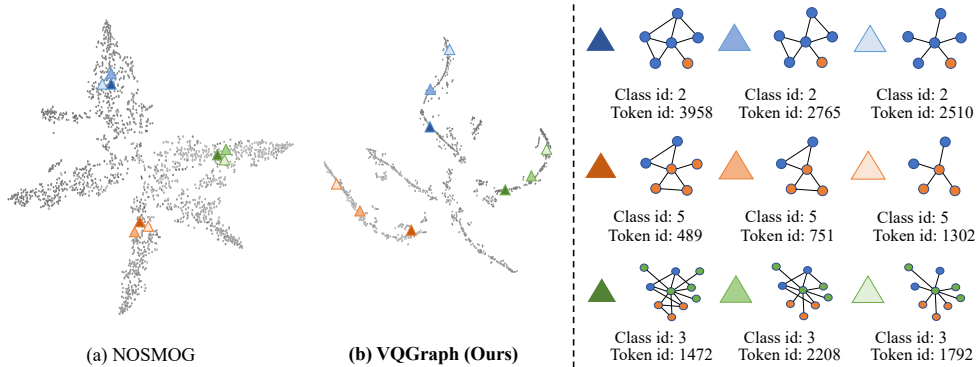 Class id: 2
Token id: 3958
Class id: 2
Token id: 2765
Class id: 2
Token id: 2510
Class id: 5
Token id: 489
Class id: 5
Token id: 751
Class id: 5
Token id: 1302
Class id: 3
Token id: 1472
Class id: 3
Token id: 2208
Class id: 3
Token id: 1792
(a) NOSMOG
(b) VQGraph (Ours)